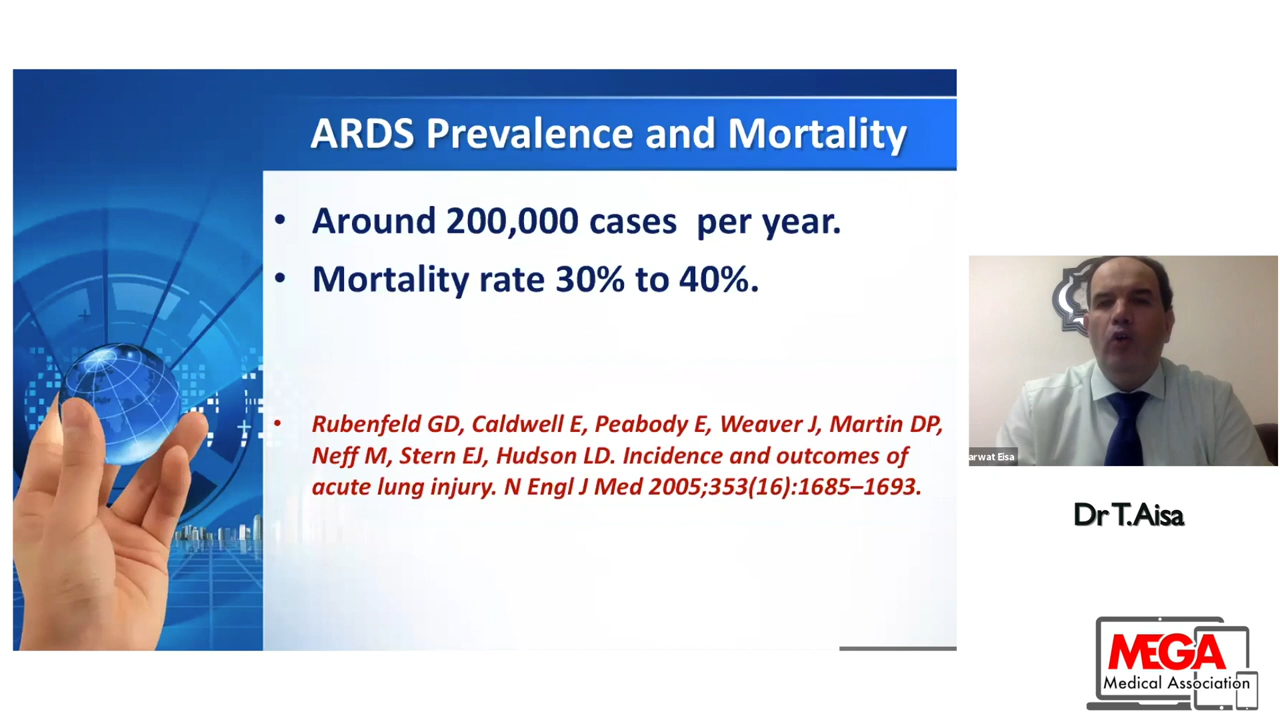 ARDS Prevalence and Mortality
• Around 200,000 cases  per year.
• Mortality rate 30% to 40%.
• Rubenfeld GD, Caldwell E, Peabody E, Weaver J, Martin DP,
Neff M, Stern EJ, Hudson LD. Incidence and outcomes of
acute lung injury. N Engl J Med 2005;353(16):1685–1693.
arwat Eisa
Dr T.Aisa
MEGA
Medical Association